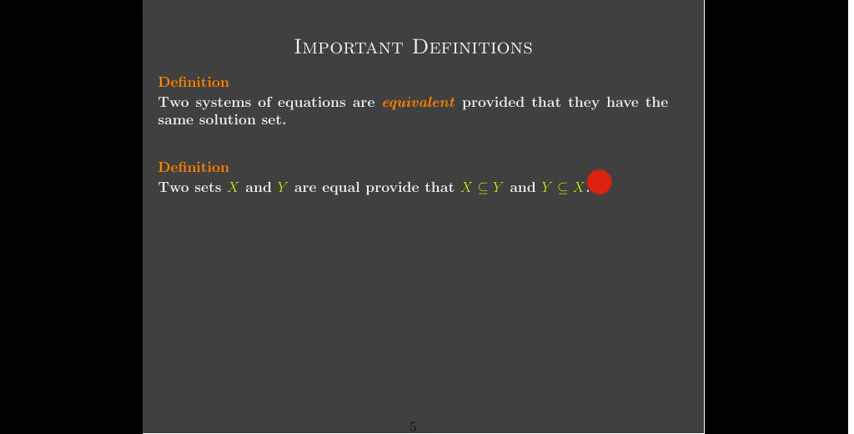 Important Definitions
Definition
Two systems of equations are equivalent provided that they have the
same solution set.
Definition
Two sets X and Y are equal provide that X ⊆ Y and Y ⊆ X.
5